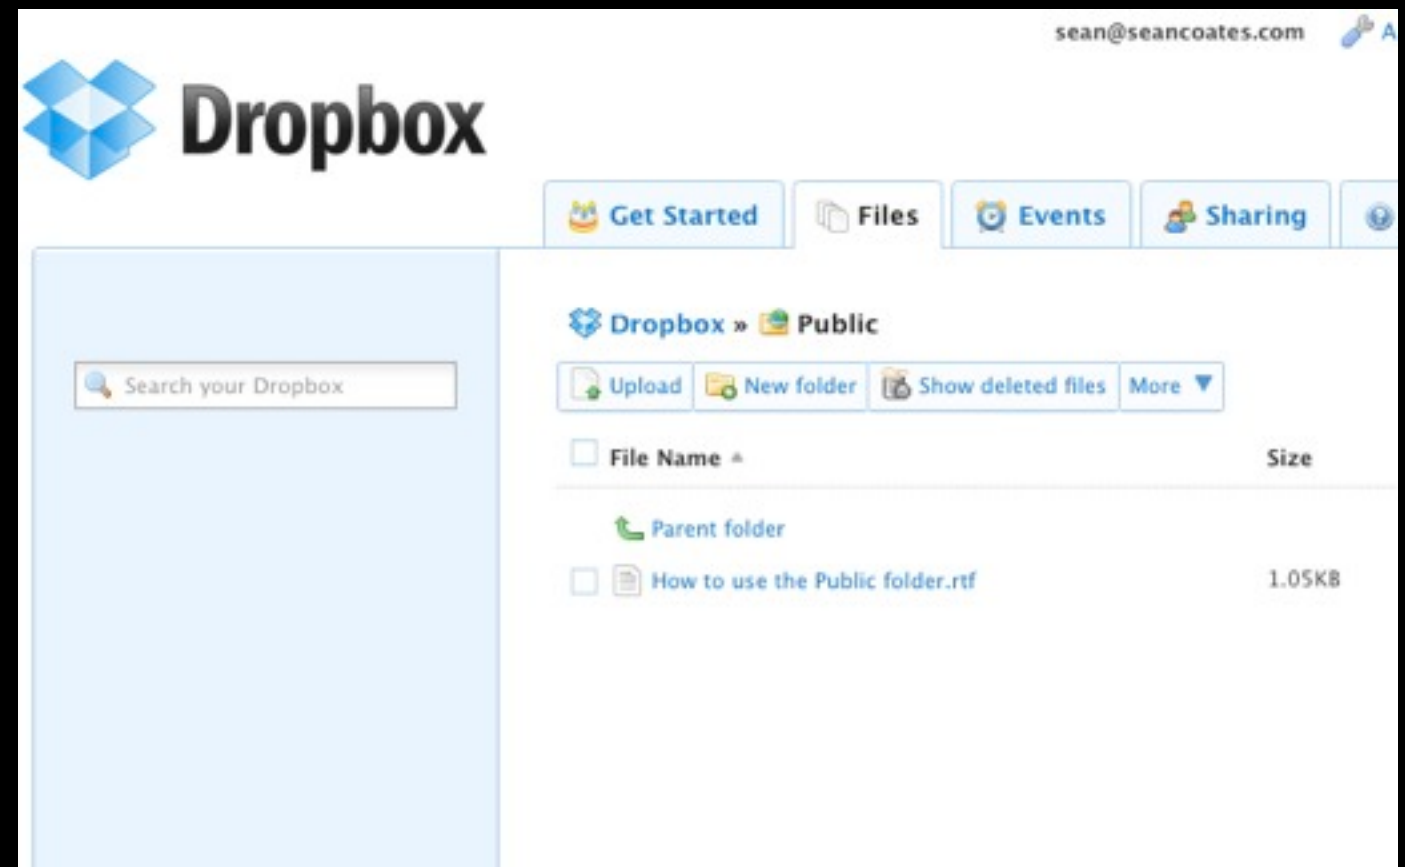 sean@seancoates.com A
Dropbox
Get Started Files Events Sharing
Dropbox » Public
Search your Dropbox
Upload New folder Show deleted files More
File Name Size
Parent folder
How to use the Public folder.rtf 1.05KB